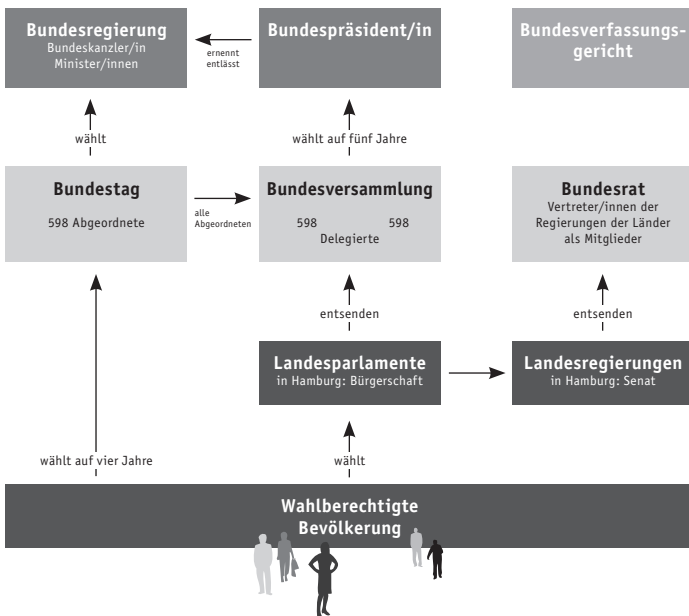 Bundesregierung
Bundeskanzler/in
Minister/innen
ernennt
entlässt
Bundespräsident/in
Bundesverfassungs-
gericht
wählt
wählt auf fünf Jahre
Bundestag
598 Abgeordnete
alle
Abgeordneten
Bundesversammlung
598 598
Delegierte
Bundesrat
Vertreter/innen der
Regierungen der Länder
als Mitglieder
entsenden
entsenden
Landesparlamente
in Hamburg: Bürgerschaft
Landesregierungen
in Hamburg: Senat
wählt auf vier Jahre
wählt
Wahlberechtigte
Bevölkerung